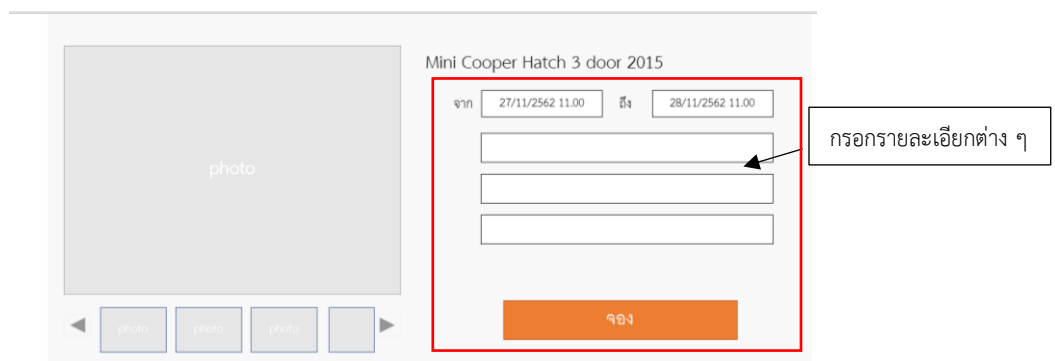 Mini Cooper Hatch 3 door 2015
จาก 27/11/2562 11.00 ถึง 28/11/2562 11.00
กรอกรายละเอียกต่าง ๆ
photo
photo photo photo
จอง